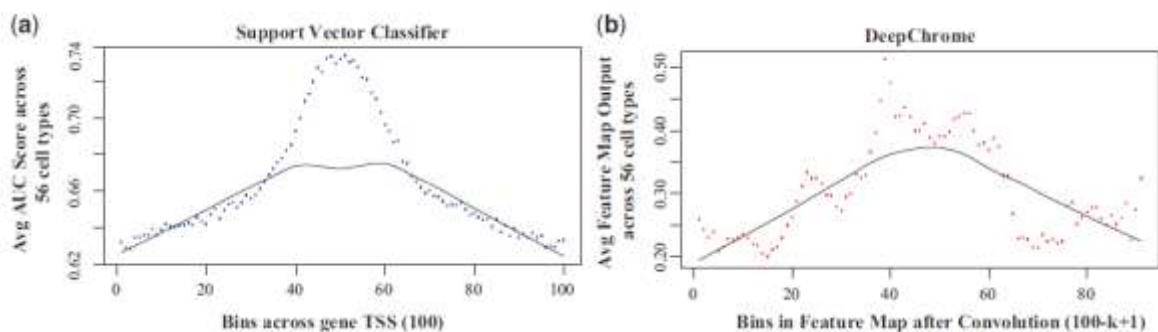 (a)
Support Vector Classifier
Avg AUC Score across
56 cell types
0.74
0.70
0.66
0.62
0 20 40 60 80 100
Bins across gene TSS (100)
(b)
DeepChrome
Avg Feature Map Output
across 56 cell types
0.50
0.40
0.30
0.20
0 20 40 60 80
Bins in Feature Map after Convolution (100-k+1)